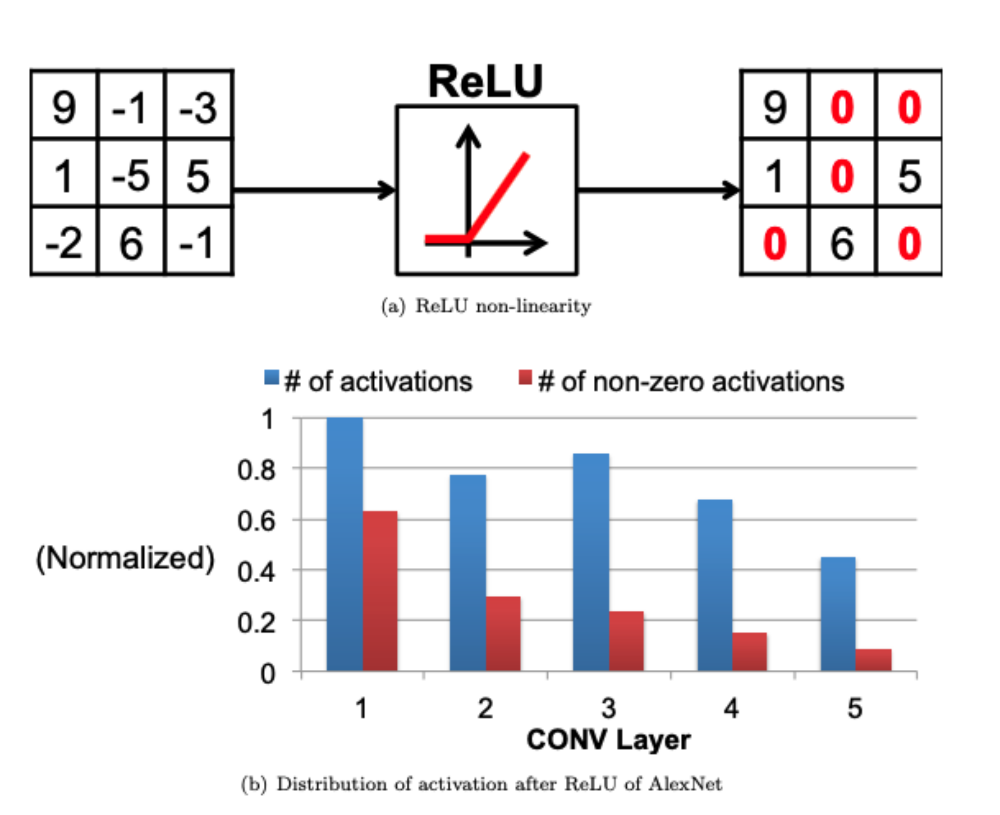 ReLU
9 -1 -3
1 -5 5
-2 6 -1
9 0 0
1 0 5
0 6 0
(a) ReLU non-linearity
# of activations # of non-zero activations
1
0.8
0.6
(Normalized)
0.4
0.2
0
1 2 3 4 5
CONV Layer
(b) Distribution of activation after ReLU of AlexNet